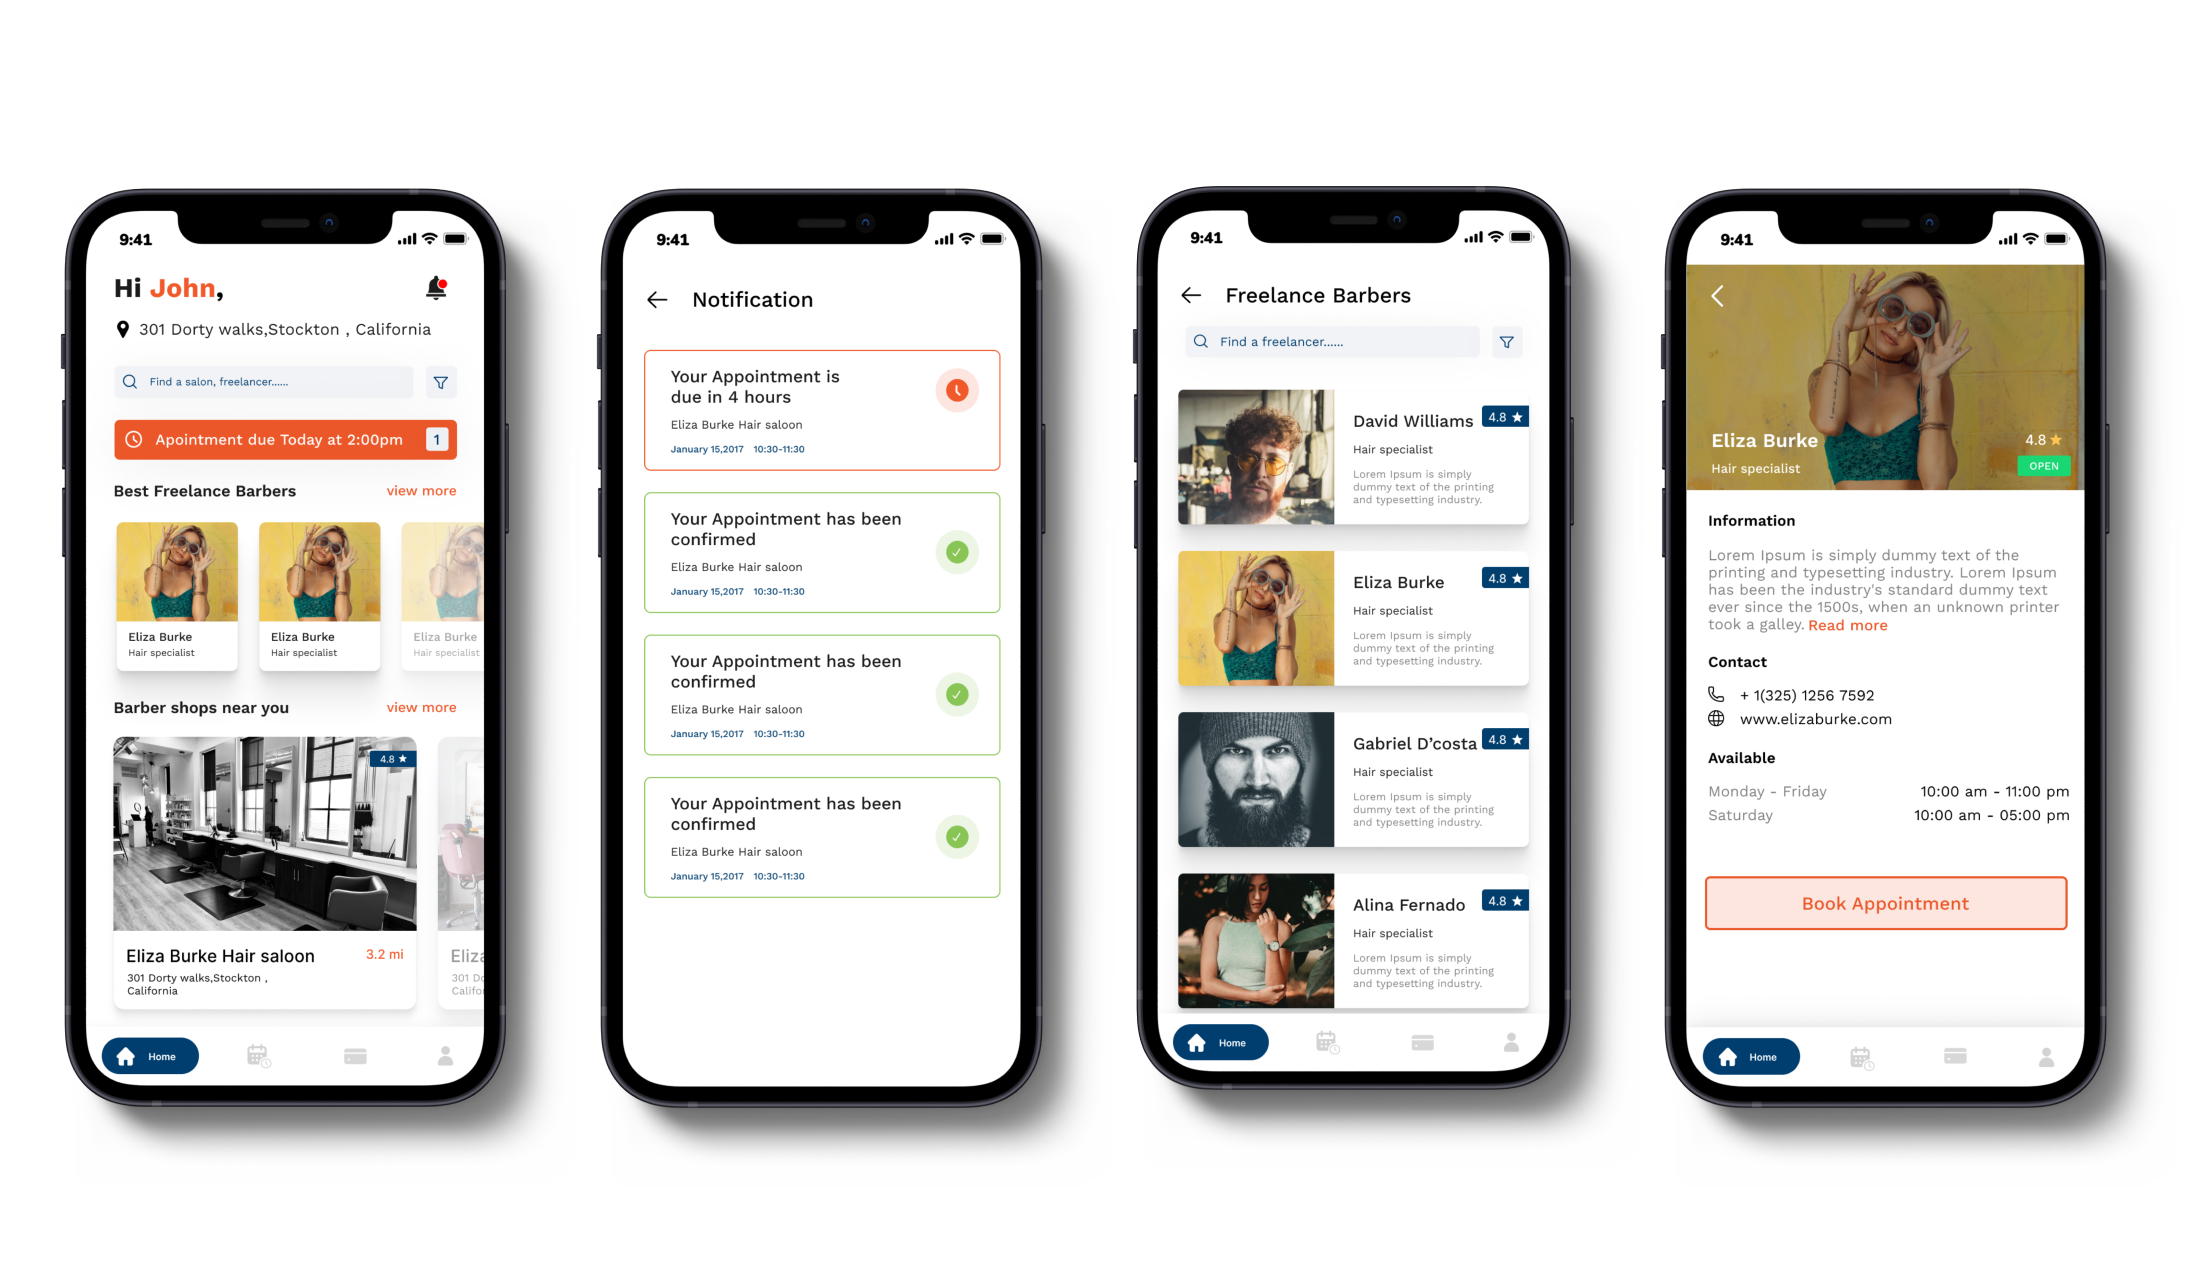 9:41
Hi John,
301 Dorty walks,Stockton , California
Find a salon, freelancer......
Apointment due Today at 2:00pm
1
Best Freelance Barbers
view more
Eliza Burke
Hair specialist
Eliza Burke
Hair specialist
Eliza Burke
Hair specialist
Barber shops near you
view more
4.8
Eliza Burke Hair saloon
3.2 mi
301 Dorty walks,Stockton ,
California
Eliza
301 Do
Califo
Home
9:41
Notification
Your Appointment is
due in 4 hours
Eliza Burke Hair saloon
January 15,2017 10:30-11:30
Your Appointment has been
confirmed
Eliza Burke Hair saloon
January 15,2017 10:30-11:30
Your Appointment has been
confirmed
Eliza Burke Hair saloon
January 15,2017 10:30-11:30
Your Appointment has been
confirmed
Eliza Burke Hair saloon
January 15,2017 10:30-11:30
9:41
Freelance Barbers
Find a freelancer......
David Williams
4.8
Hair specialist
Lorem Ipsum is simply
dummy text of the printing
and typesetting industry.
Eliza Burke
4.8
Hair specialist
Lorem Ipsum is simply
dummy text of the printing
and typesetting industry.
Gabriel D'costa
4.8
Hair specialist
Lorem Ipsum is simply
dummy text of the printing
and typesetting industry.
Alina Fernado
4.8
Hair specialist
Lorem Ipsum is simply
dummy text of the printing
and typesetting industry.
Home
9:41
Eliza Burke
4.8
Hair specialist
OPEN
Information
Lorem Ipsum is simply dummy text of the
printing and typesetting industry. Lorem Ipsum
has been the industry's standard dummy text
ever since the 1500s, when an unknown printer
took a galley. Read more
Contact
+ 1(325) 1256 7592
www.elizaburke.com
Available
Monday - Friday 10:00 am - 11:00 pm
Saturday 10:00 am - 05:00 pm
Book Appointment
Home